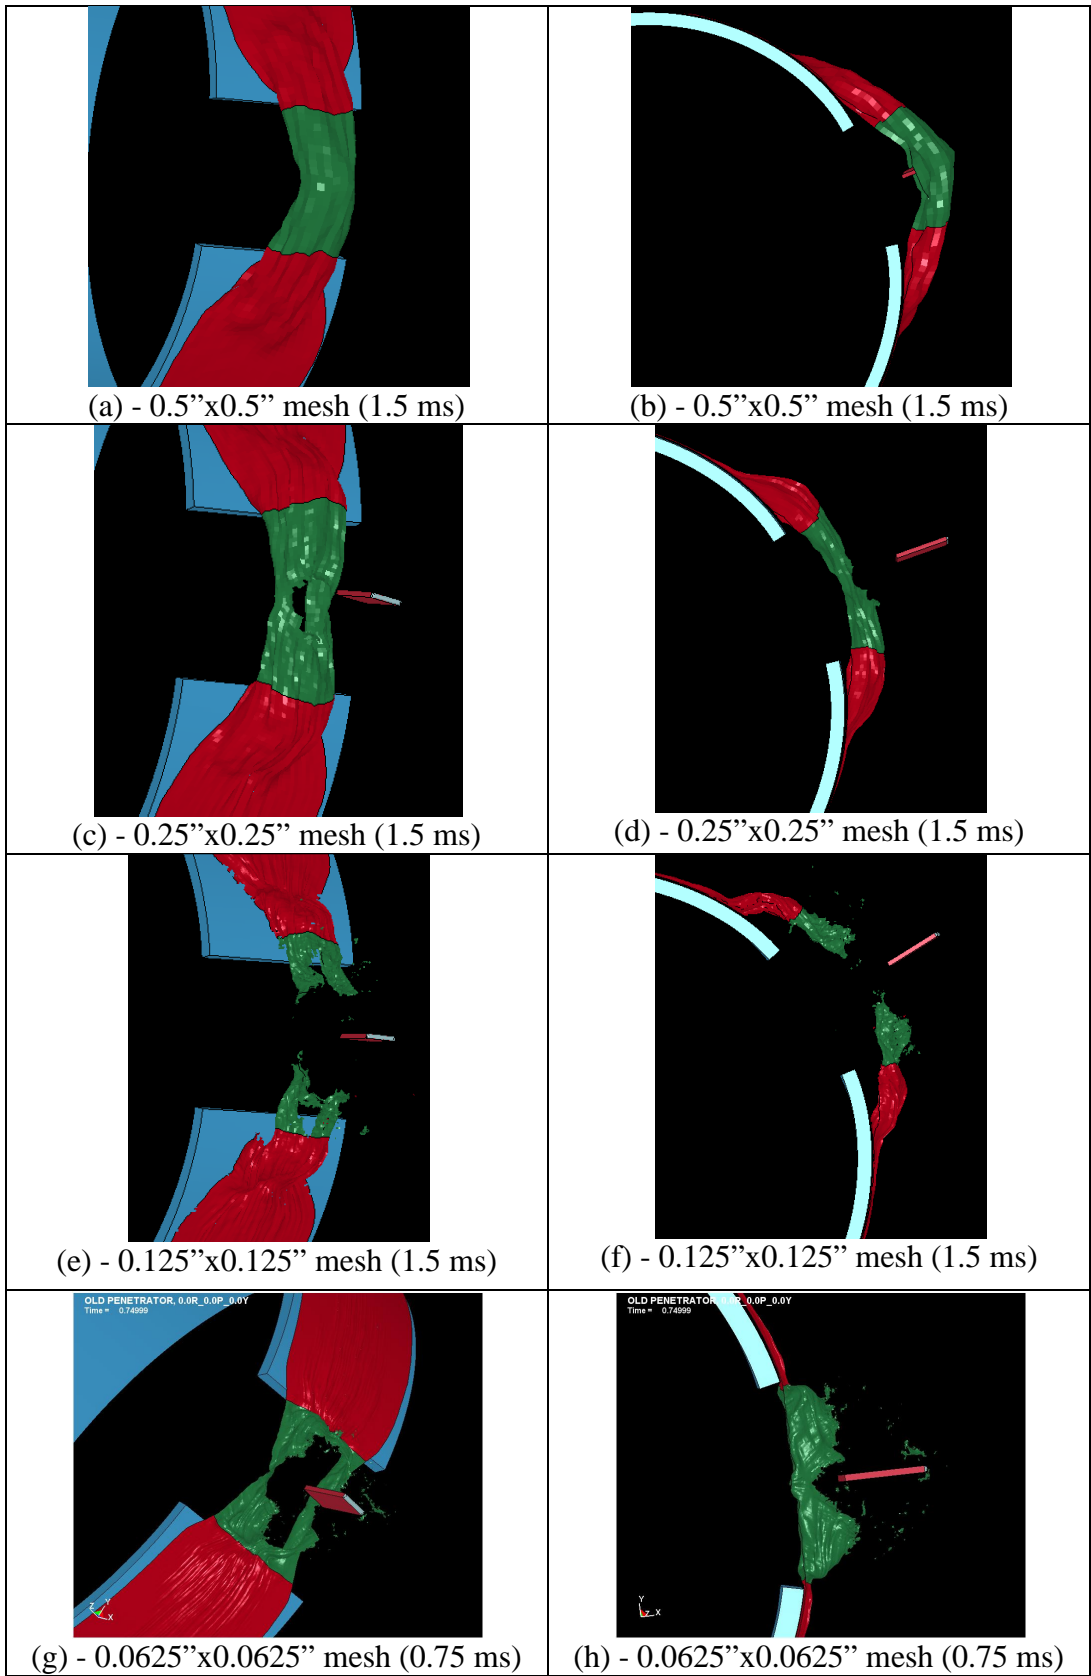 (a) - 0.5”x0.5” mesh (1.5 ms)
(b) - 0.5”x0.5” mesh (1.5 ms)
(c) - 0.25”x0.25” mesh (1.5 ms)
(d) - 0.25”x0.25” mesh (1.5 ms)
(e) - 0.125”x0.125” mesh (1.5 ms)
(f) - 0.125”x0.125” mesh (1.5 ms)
OLD PENETRATOR, 0.0R_0.0P_0.0Y
Time = 0.74999
Z Y X
(g) - 0.0625”x0.0625” mesh (0.75 ms)
OLD PENETRATOR, 0.0R_0.0P_0.0Y
Time = 0.74999
Y
Z X
(h) - 0.0625”x0.0625” mesh (0.75 ms)